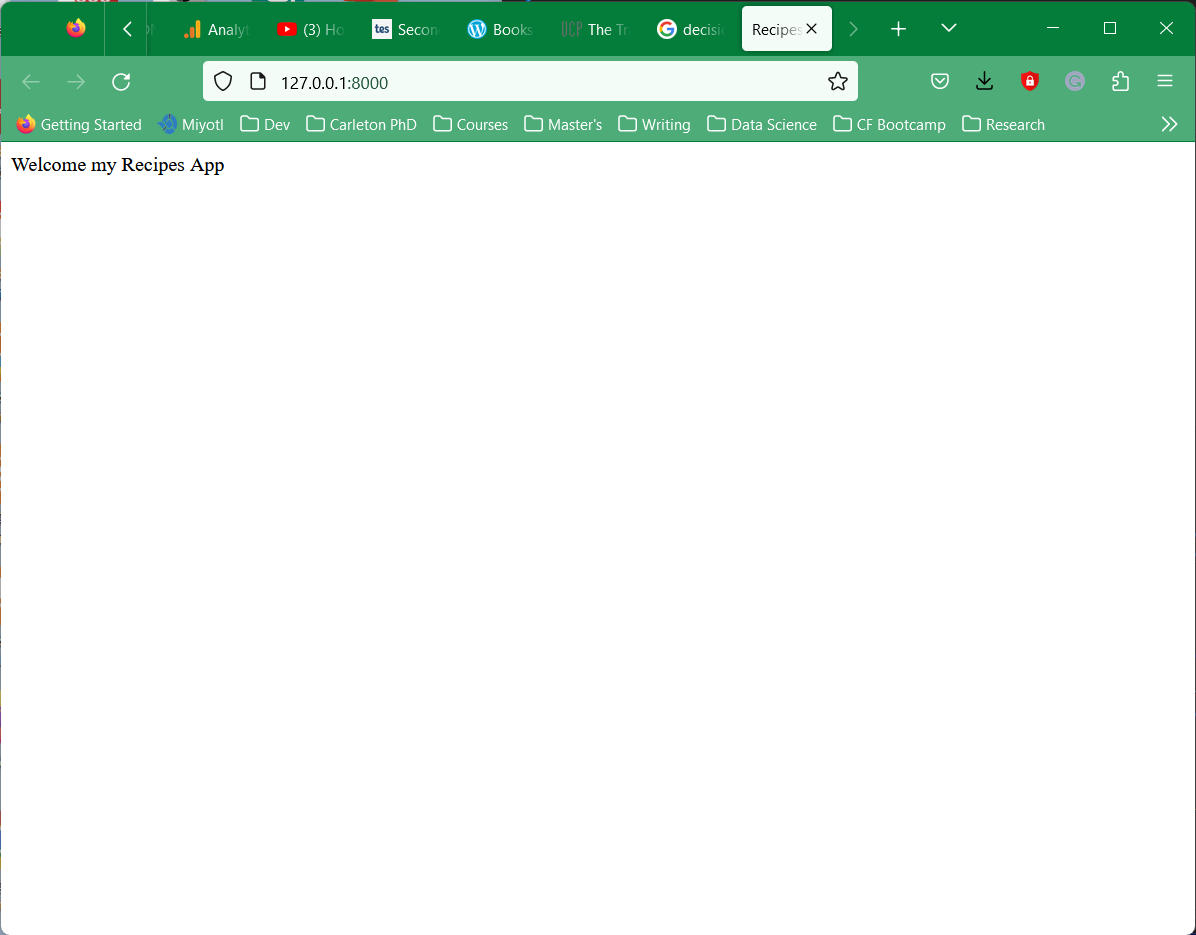 Analyt (3) Ho tes Secon Books UCP The Tr decisi Recipes
127.0.0.1:8000
Getting Started Miyotl Dev Carleton PhD Courses Master's Writing Data Science CF Bootcamp Research
Welcome my Recipes App